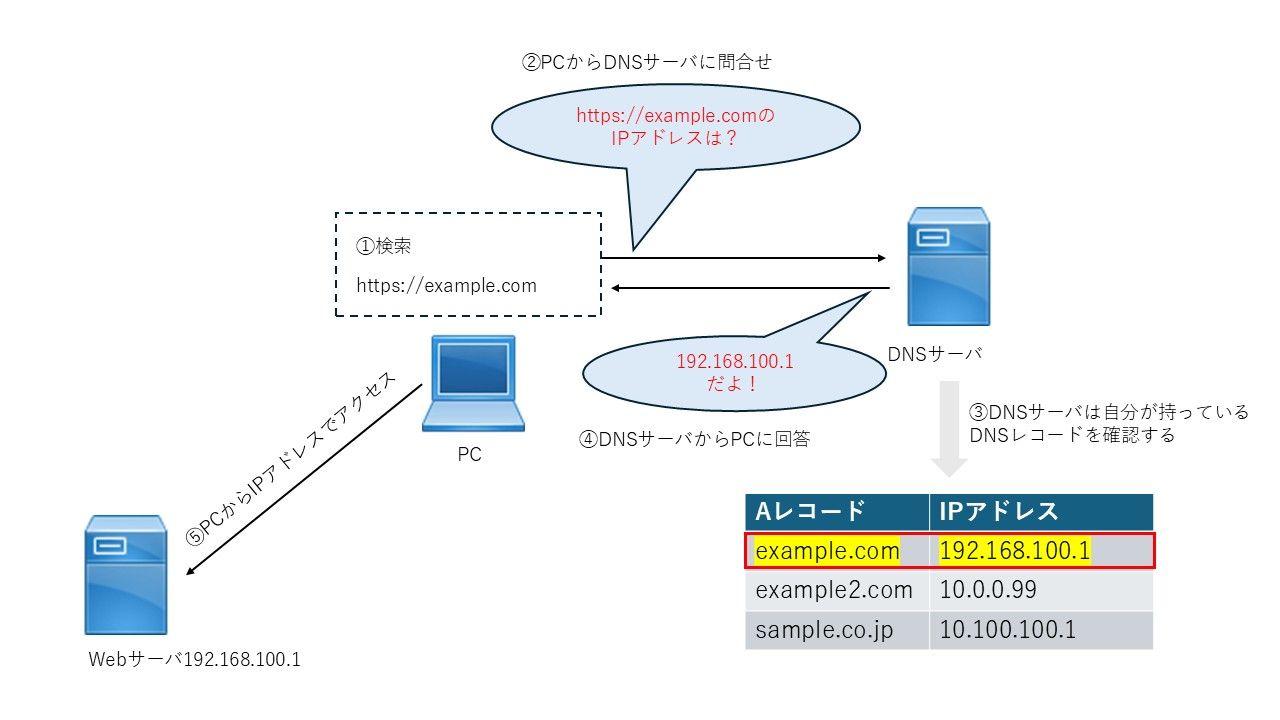 ②PCからDNSサーバに問合せ
https://example.comの
IPアドレスは？
①検索
https://example.com
192.168.100.1
だよ！
DNSサーバ
④DNSサーバからPCに回答
③DNSサーバは自分が持っている
DNSレコードを確認する
PC
⑤PCからIPアドレスでアクセス
Webサーバ192.168.100.1
Aレコード IPアドレス
example.com 192.168.100.1
example2.com 10.0.0.99
sample.co.jp 10.100.100.1